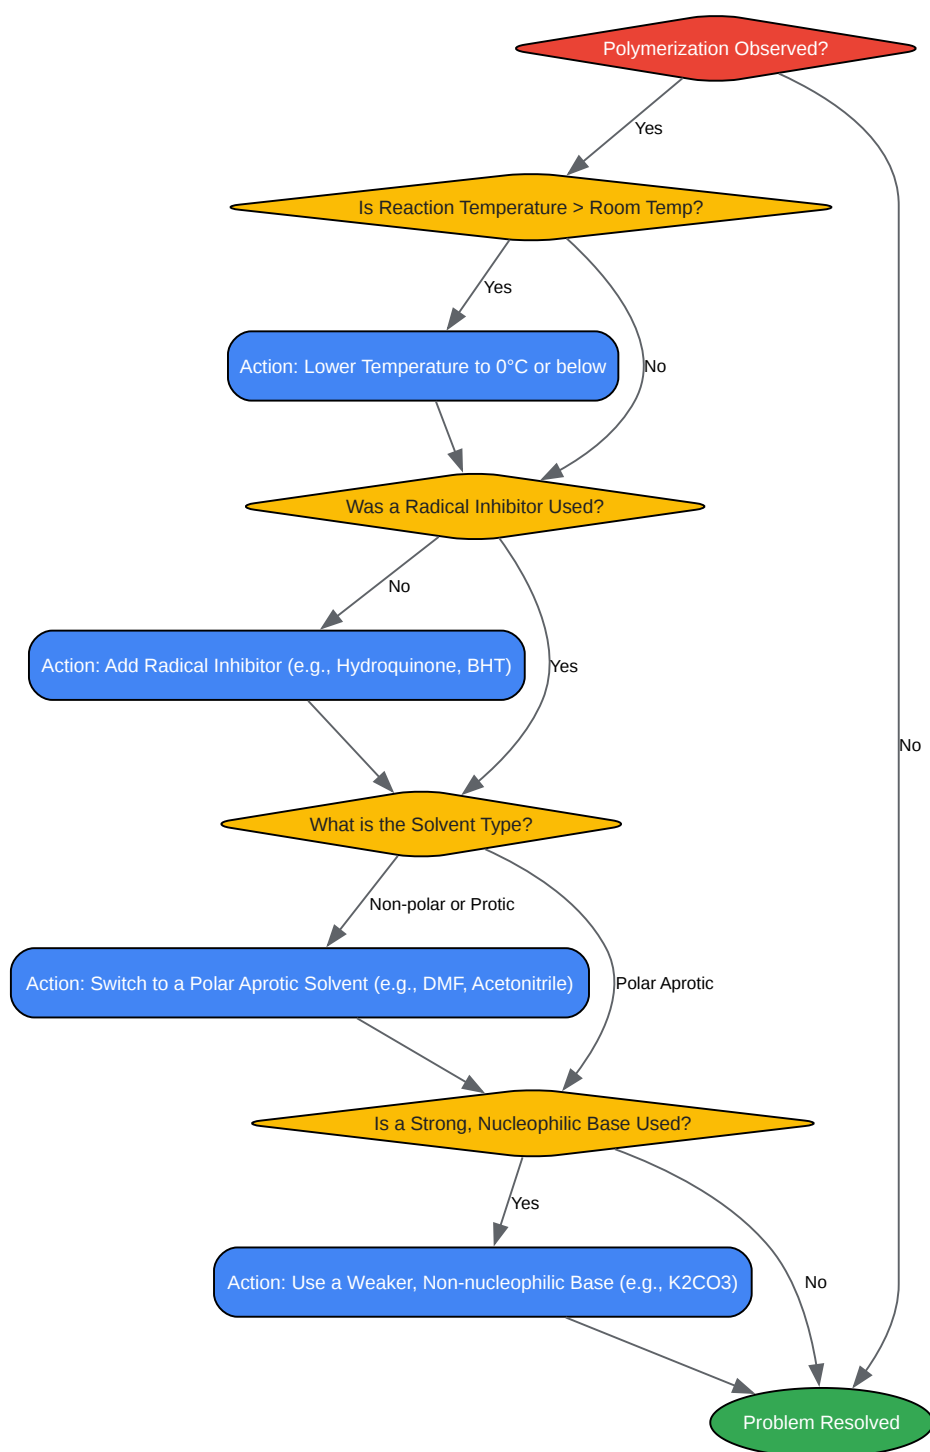 Polymerization Observed?
Yes
Is Reaction Temperature > Room Temp?
Yes
Action: Lower Temperature to 0°C or below
No
Was a Radical Inhibitor Used?
No
Action: Add Radical Inhibitor (e.g., Hydroquinone, BHT)
Yes
No
What is the Solvent Type?
Non-polar or Protic
Action: Switch to a Polar Aprotic Solvent (e.g., DMF, Acetonitrile)
Polar Aprotic
Is a Strong, Nucleophilic Base Used?
Yes
Action: Use a Weaker, Non-nucleophilic Base (e.g., K2CO3)
No
Problem Resolved